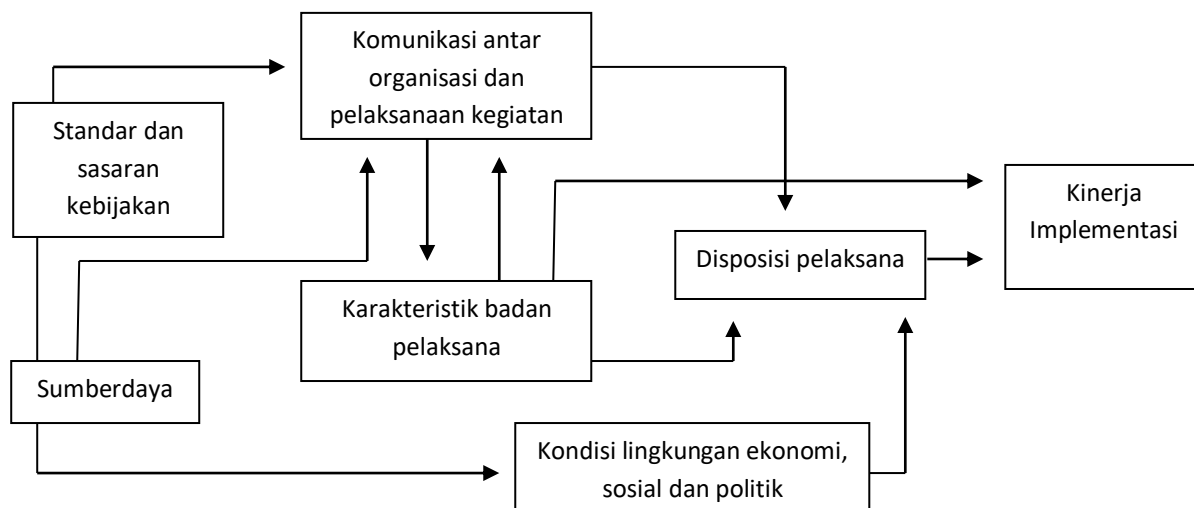 Komunikasi antar
organisasi dan
pelaksanaan kegiatan
Standar dan
sasaran
kebijakan
Kinerja
Implementasi
Disposisi pelaksana
Karakteristik badan
pelaksana
Sumberdaya
Kondisi lingkungan ekonomi,
sosial dan politik